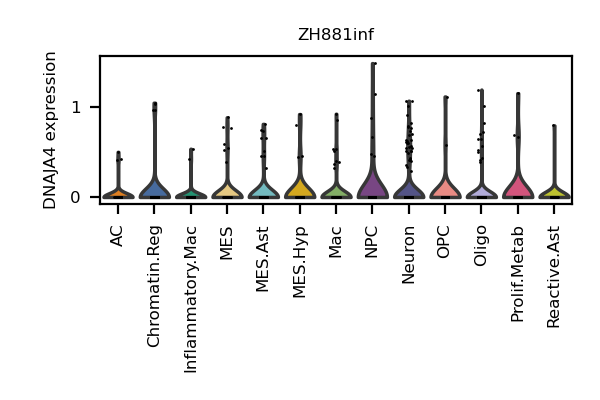 ZH881inf
DNAJA4 expression
1
0
AC
Chromatin.Reg
Inflammatory.Mac
MES
MES.Ast
MES.Hyp
Mac
NPC
Neuron
OPC
Oligo
Prolif.Metab
Reactive.Ast